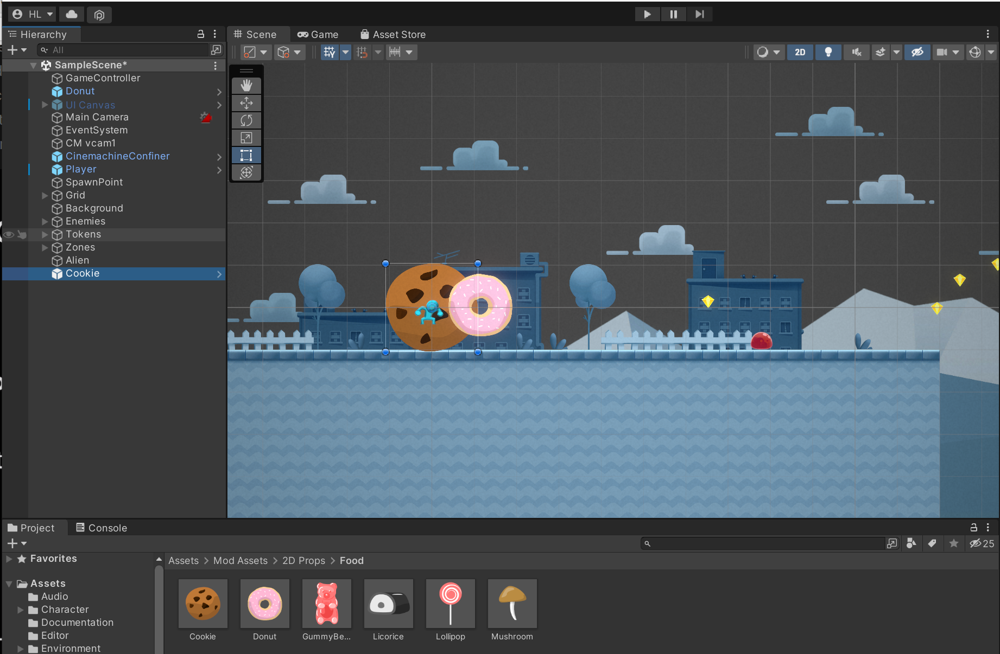 HL
Hierarchy
All
SampleScene*
GameController
Donut
UI Canvas
Main Camera
EventSystem
CM vcam1
CinemachineConfiner
Player
SpawnPoint
Grid
Background
Enemies
Tokens
Zones
Alien
Cookie
Scene
Game
Asset Store
2D
Project
Console
25
Favorites
Assets
Audio
Character
Documentation
Editor
Environment
Assets > Mod Assets > 2D Props > Food
Cookie
Donut
GummyBe...
Licorice
Lollipop
Mushroom